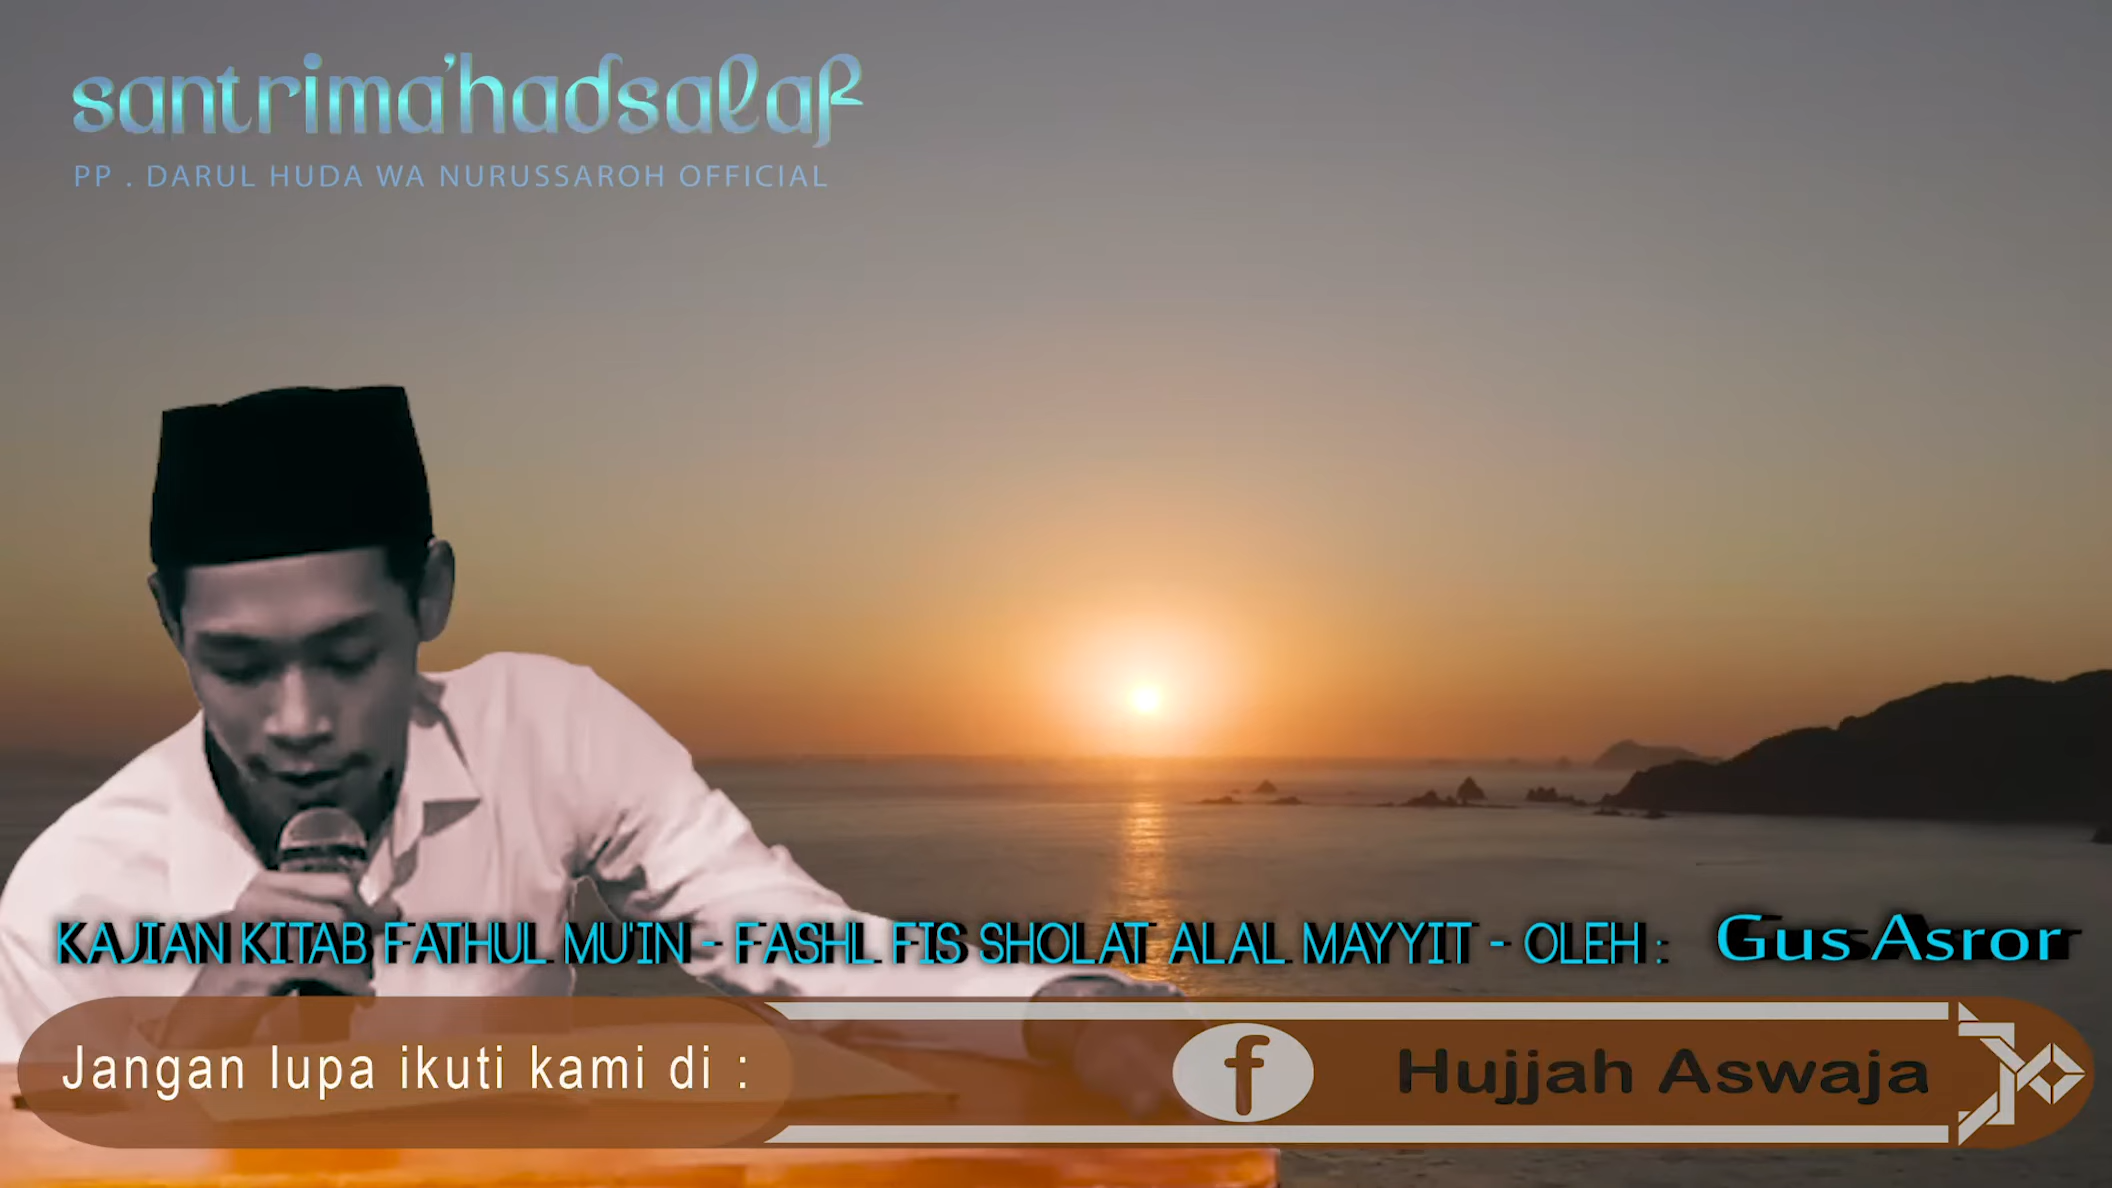 santrima'hadsalaf
PP . DARUL HUDA WA NURUSSAROH OFFICIAL
KAJIAN KITAB FATHUL MU'IN - FASHL FIS SHOLAT ALAL MAYYIT - OLEH : Gus Asror
Jangan lupa ikuti kami di : f Hujjah Aswaja